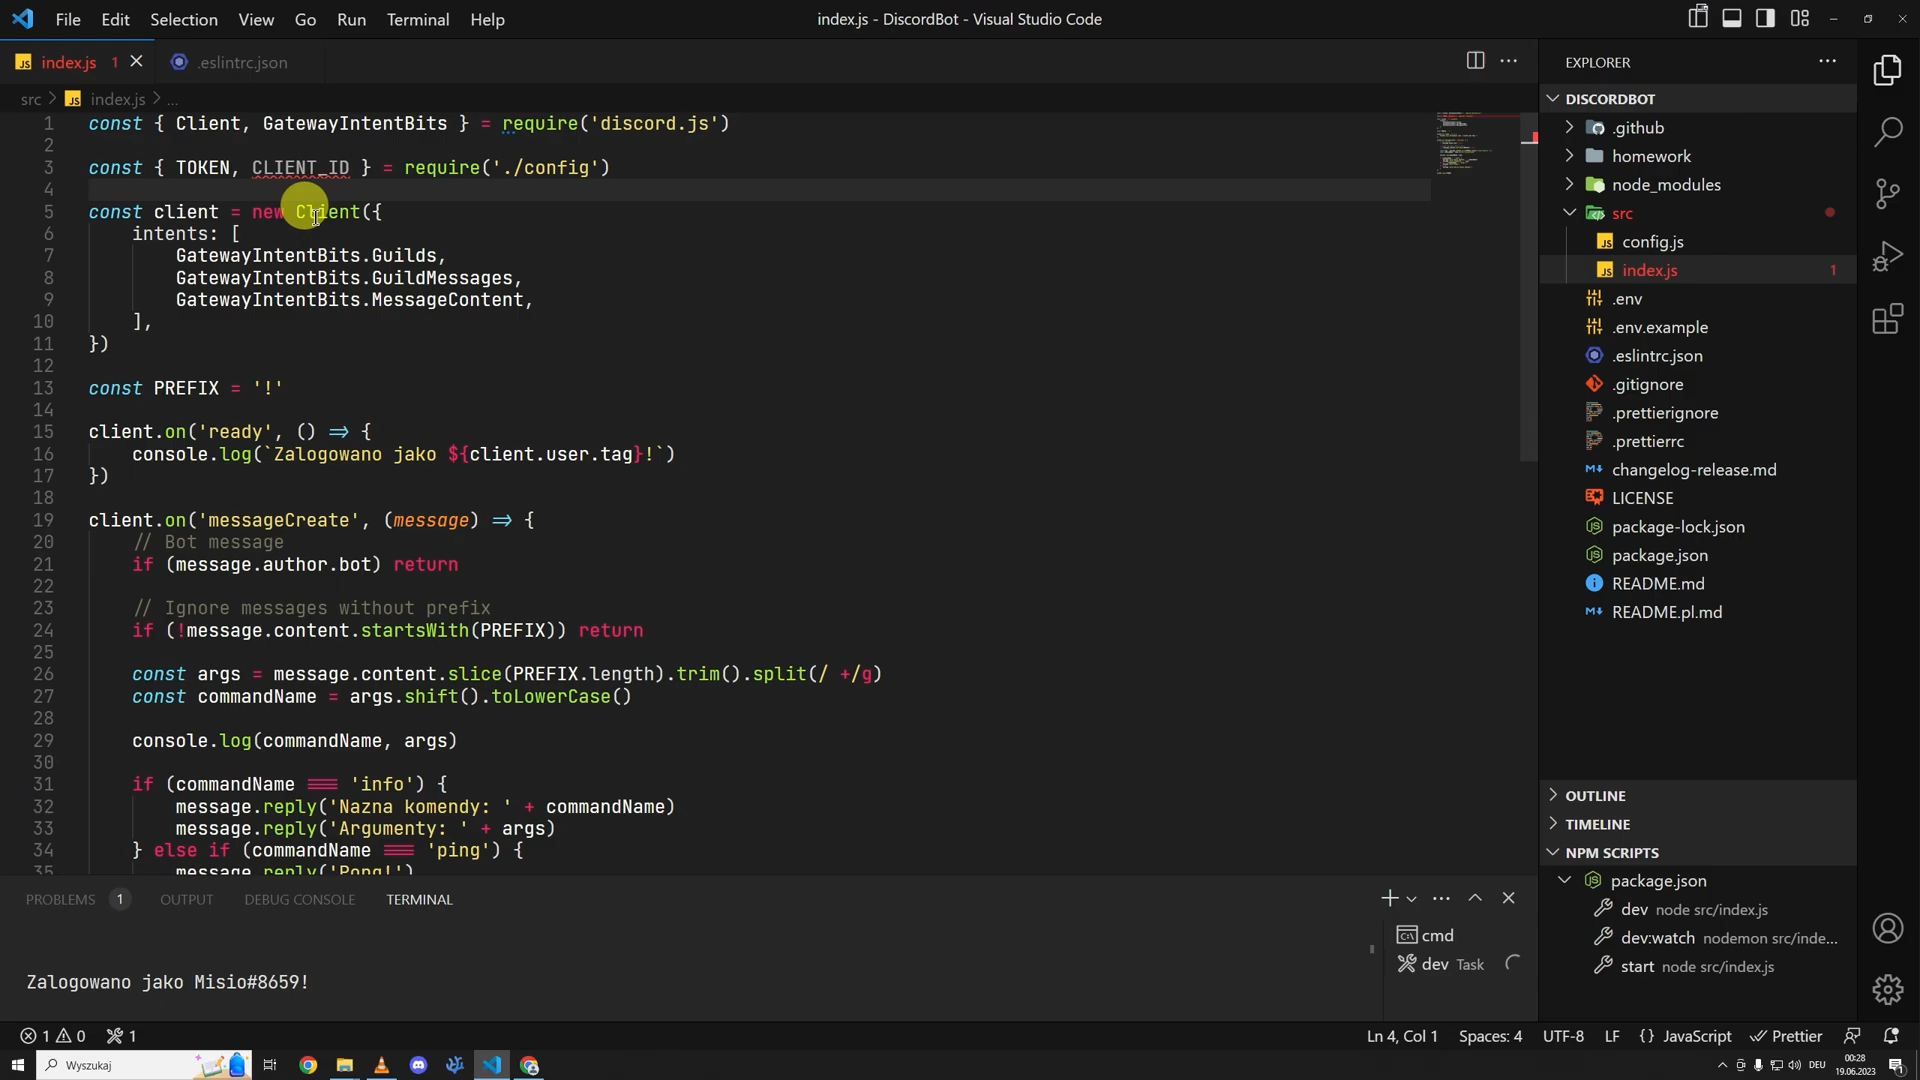 File Edit Selection View Go Run Terminal Help
index.js - DiscordBot - Visual Studio Code
index.js 1
.eslintrc.json
src > index.js > ...
1 const { Client, GatewayIntentBits } = require('discord.js')
2
3 const { TOKEN, CLIENT_ID } = require('./config')
4
5 const client = new Client({
6 intents: [
7 GatewayIntentBits.Guilds,
8 GatewayIntentBits.GuildMessages,
9 GatewayIntentBits.MessageContent,
10 ],
11 })
12
13 const PREFIX = '!'
14
15 client.on('ready', () => {
16 console.log(`Zalogowano jako ${client.user.tag}!`)
17 })
18
19 client.on('messageCreate', (message) => {
20 // Bot message
21 if (message.author.bot) return
22
23 // Ignore messages without prefix
24 if (!message.content.startsWith(PREFIX)) return
25
26 const args = message.content.slice(PREFIX.length).trim().split(/ +/g)
27 const commandName = args.shift().toLowerCase()
28
29 console.log(commandName, args)
30
31 if (commandName === 'info') {
32 message.reply('Nazna komendy: ' + commandName)
33 message.reply('Argumenty: ' + args)
34 } else if (commandName === 'ping') {
35 message.reply('Pong!')
EXPLORER
DISCORDBOT
.github
homework
node_modules
src
config.js
index.js 1
.env
.env.example
.eslintrc.json
.gitignore
.prettierignore
.prettierrc
changelog-release.md
LICENSE
package-lock.json
package.json
README.md
README.pl.md
OUTLINE
TIMELINE
NPM SCRIPTS
package.json
dev node src/index.js
dev:watch nodemon src/inde...
start node src/index.js
PROBLEMS 1 OUTPUT DEBUG CONSOLE TERMINAL
cmd
dev Task
Zalogowano jako Misio#8659!
1 0 1
Ln 4, Col 1 Spaces: 4 UTF-8 LF {} JavaScript Prettier
Wyszukaj
DEU
00:28
19.06.2023